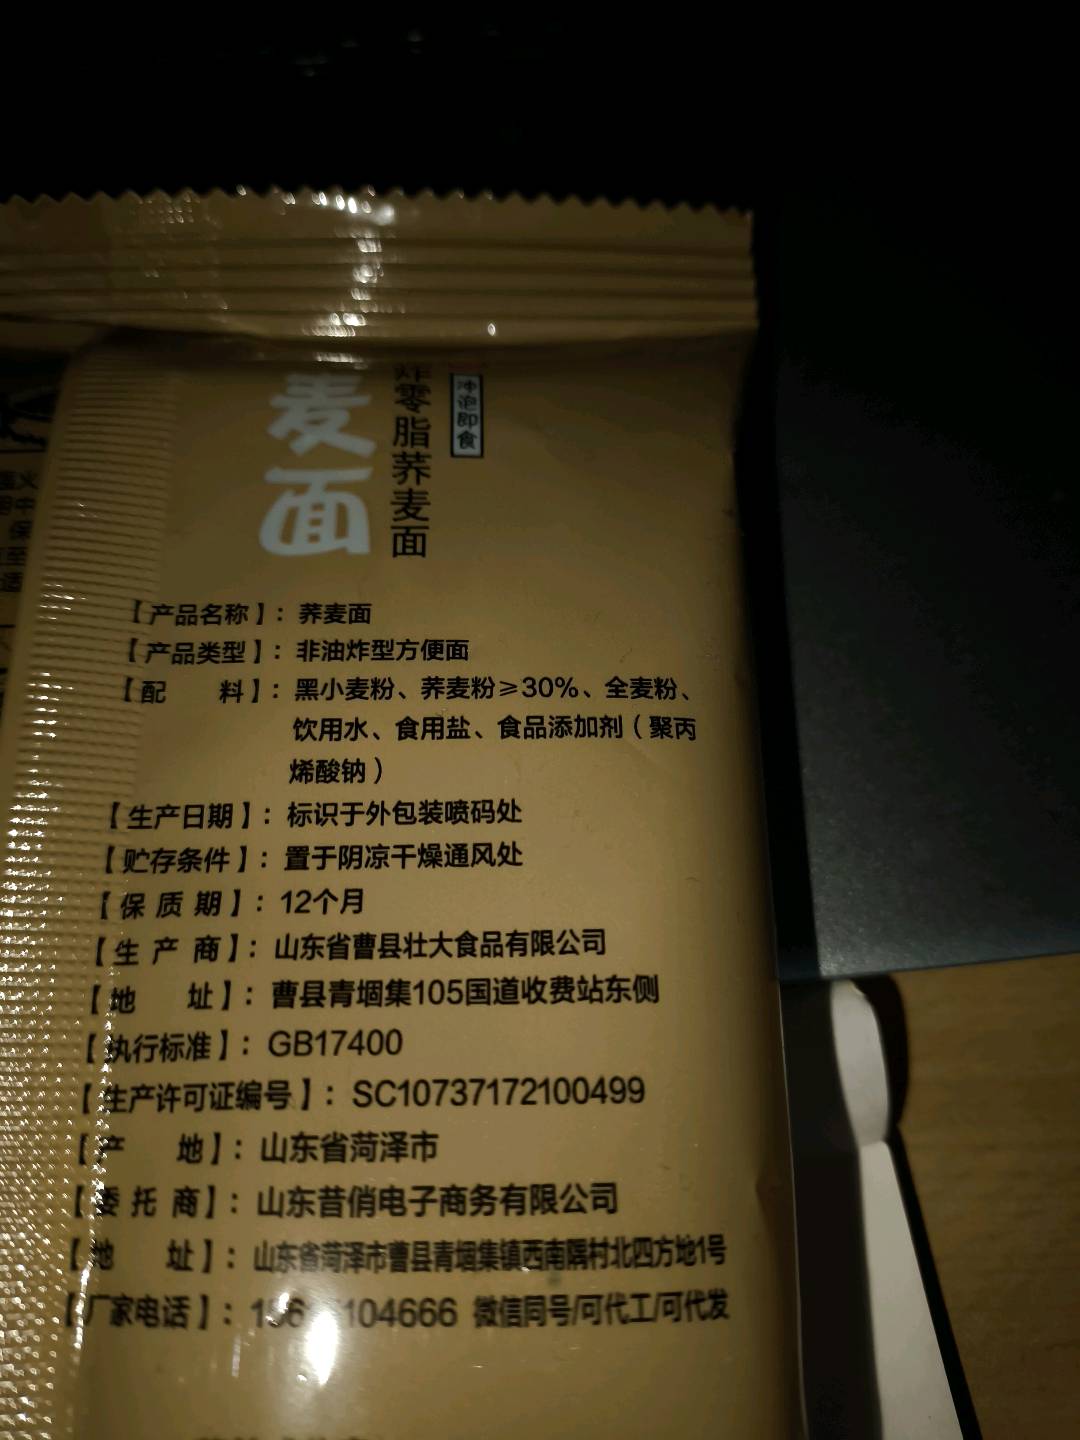 麦面
炸零脂荞麦面
冲泡即食
【产品名称】：荞麦面
【产品类型】：非油炸型方便面
【配 料】：黑小麦粉、荞麦粉≥30%、全麦粉、
饮用水、食用盐、食品添加剂（聚丙
烯酸钠）
【生产日期】：标识于外包装喷码处
【贮存条件】：置于阴凉干燥通风处
【保质期】：12个月
【生产商】：山东省曹县壮大食品有限公司
【地 址】：曹县青堌集105国道收费站东侧
【执行标准】：GB17400
【生产许可证编号】：SC10737172100499
【产 地】：山东省菏泽市
【委托商】：山东昔俏电子商务有限公司
【地 址】：山东省菏泽市曹县青堌集镇西南隅村北四方地1号
【厂家电话】：104666 微信同号/可代工/可代发